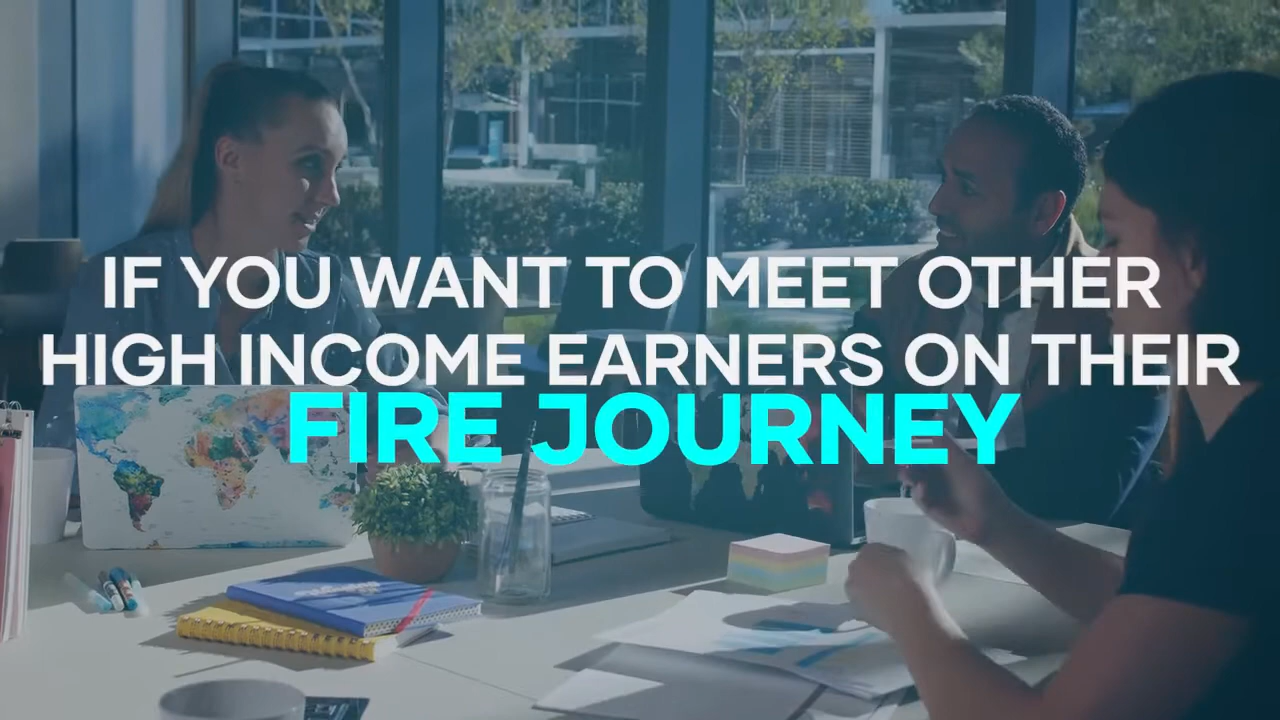 IF YOU WANT TO MEET OTHER
HIGH INCOME EARNERS ON THEIR
FIRE JOURNEY